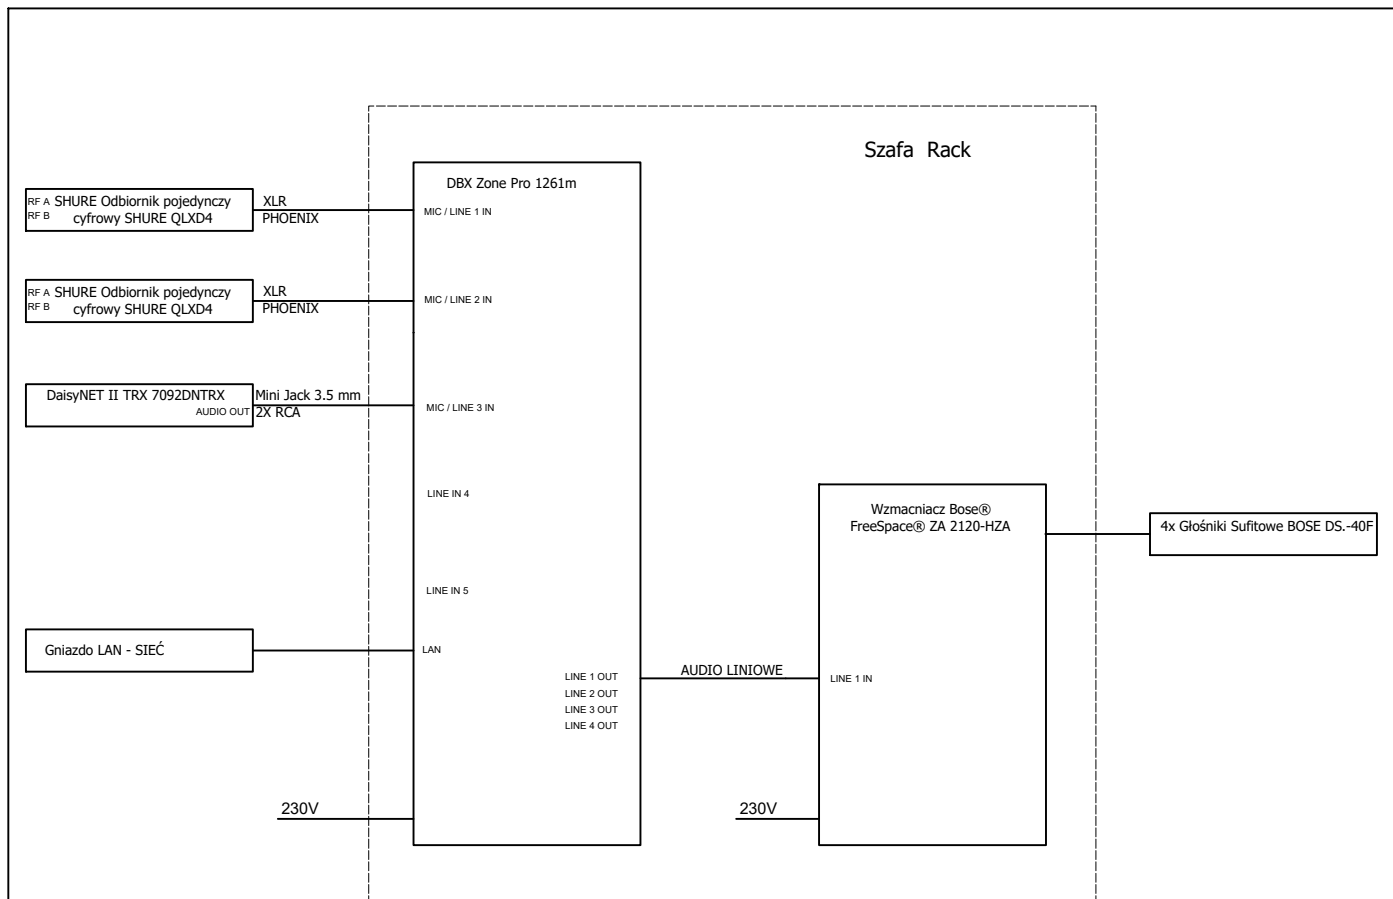 Szafa Rack
DBX Zone Pro 1261m
RF A SHURE Odbiornik pojedynczy
RF B cyfrowy SHURE QLXD4
XLR
PHOENIX
MIC / LINE 1 IN
RF A SHURE Odbiornik pojedynczy
RF B cyfrowy SHURE QLXD4
XLR
PHOENIX
MIC / LINE 2 IN
DaisyNET II TRX 7092DNTRX
AUDIO OUT
Mini Jack 3.5 mm
2X RCA
MIC / LINE 3 IN
LINE IN 4
Wzmacniacz Bose®
FreeSpace® ZA 2120-HZA
4x Głośniki Sufitowe BOSE DS.-40F
LINE IN 5
Gniazdo LAN - SIEĆ
LAN
LINE 1 OUT
LINE 2 OUT
LINE 3 OUT
LINE 4 OUT
AUDIO LINIOWE
LINE 1 IN
230V
230V